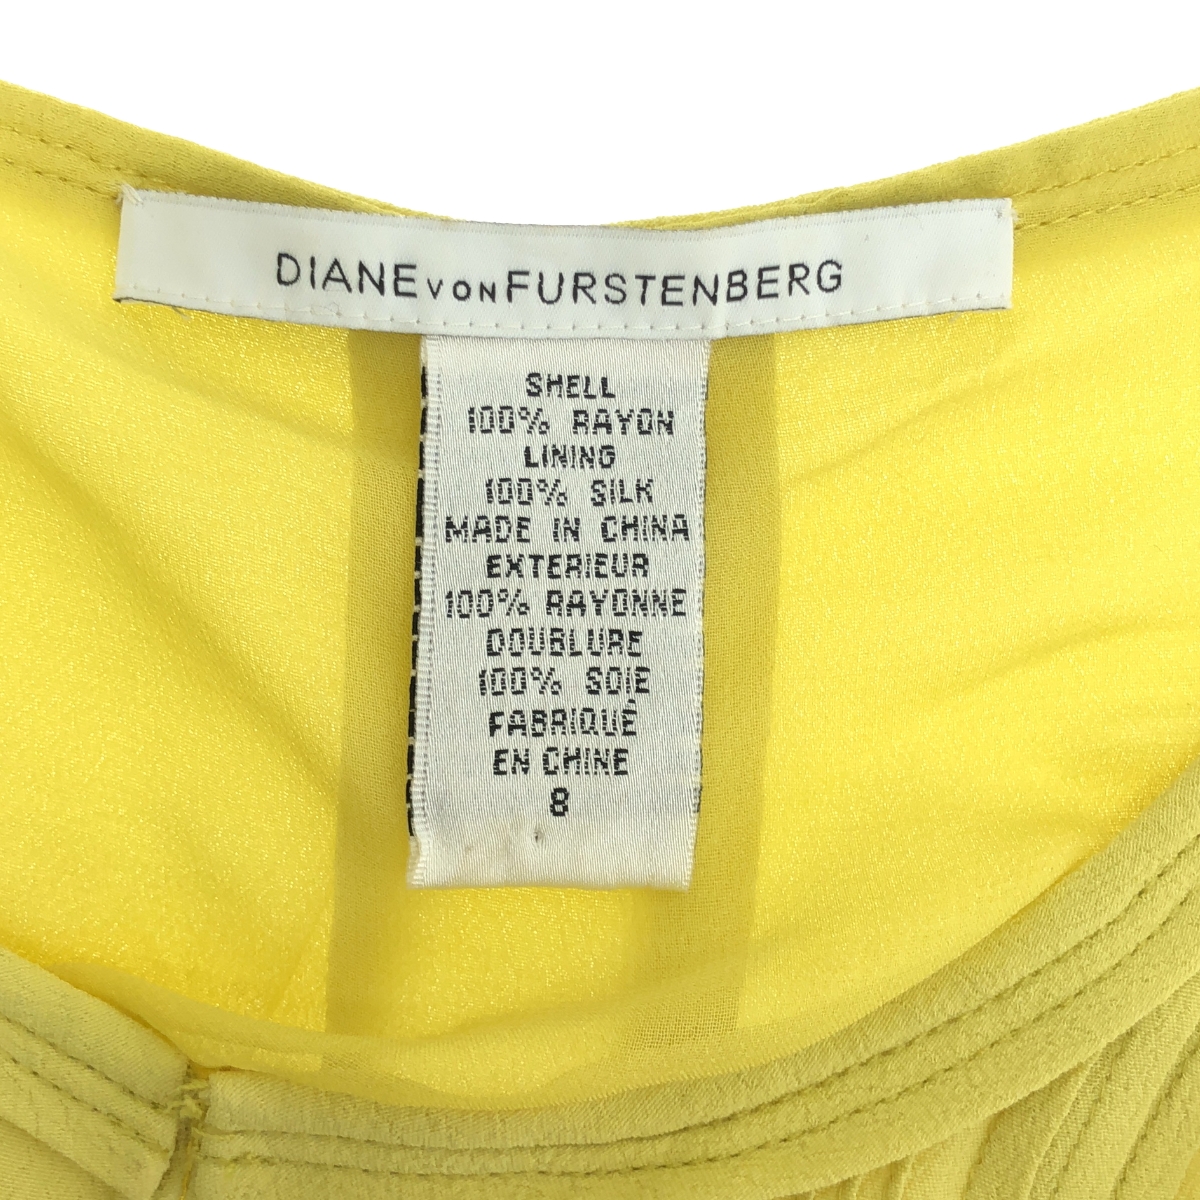 DIANE VON FURSTENBERG
SHELL
100% RAYON
LINING
100% SILK
MADE IN CHINA
EXTERIEUR
100% RAYONNE
DOUBLURE
100% SOIE
FABRIQUÉ
EN CHINE
8